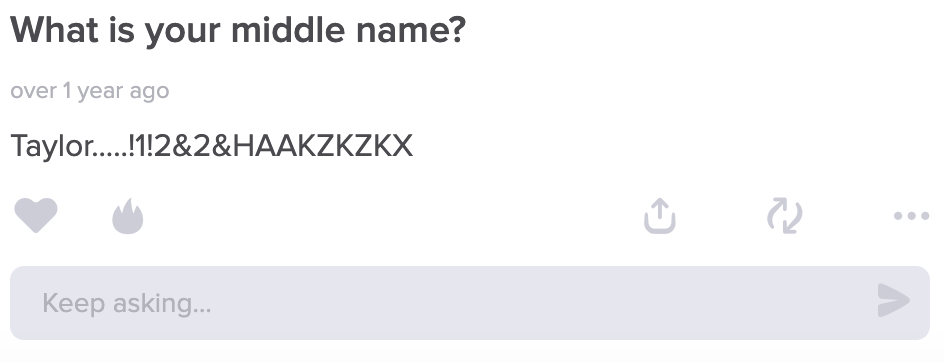 What is your middle name?
over 1 year ago
Taylor.....!1!2&2&HAAKZKZKX
Keep asking...